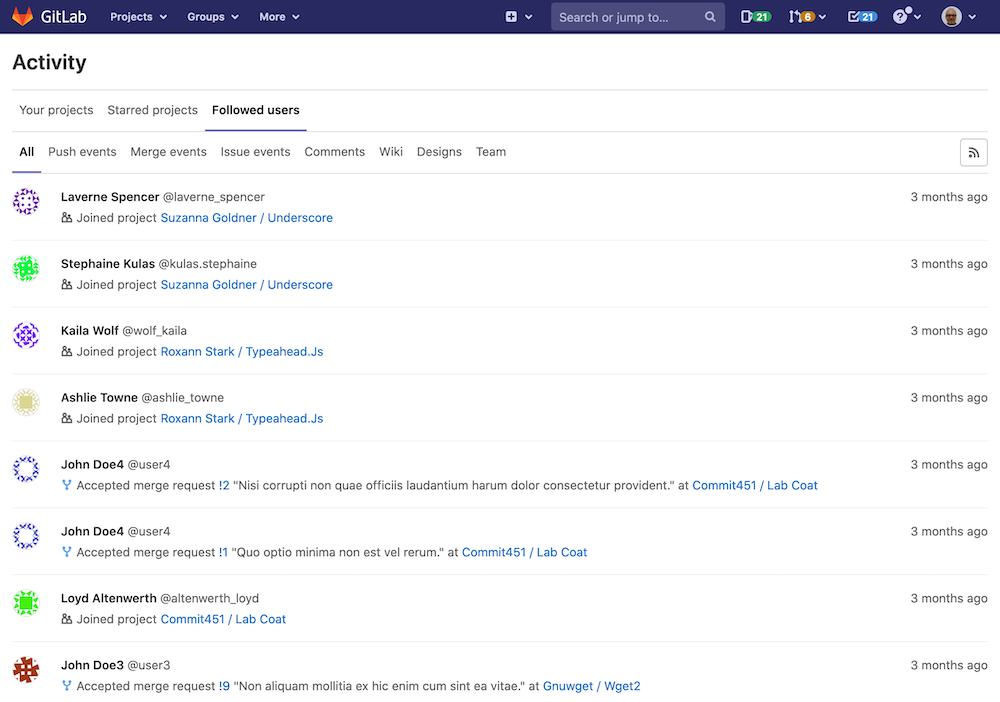 GitLab Projects Groups More Search or jump to... 21 6 21 ?
Activity
Your projects Starred projects Followed users
All Push events Merge events Issue events Comments Wiki Designs Team
Laverne Spencer @laverne_spencer 3 months ago
Joined project Suzanna Goldner / Underscore
Stephaine Kulas @kulas.stephaine 3 months ago
Joined project Suzanna Goldner / Underscore
Kaila Wolf @wolf_kaila 3 months ago
Joined project Roxann Stark / Typeahead.Js
Ashlie Towne @ashlie_towne 3 months ago
Joined project Roxann Stark / Typeahead.Js
John Doe4 @user4 3 months ago
Accepted merge request !2 "Nisi corrupti non quae officiis laudantium harum dolor consectetur provident." at Commit451 / Lab Coat
John Doe4 @user4 3 months ago
Accepted merge request !1 "Quo optio minima non est vel rerum." at Commit451 / Lab Coat
Loyd Altenwerth @altenwerth_loyd 3 months ago
Joined project Commit451 / Lab Coat
John Doe3 @user3 3 months ago
Accepted merge request !9 "Non aliquam mollitia ex hic enim cum sint ea vitae." at Gnuwget / Wget2